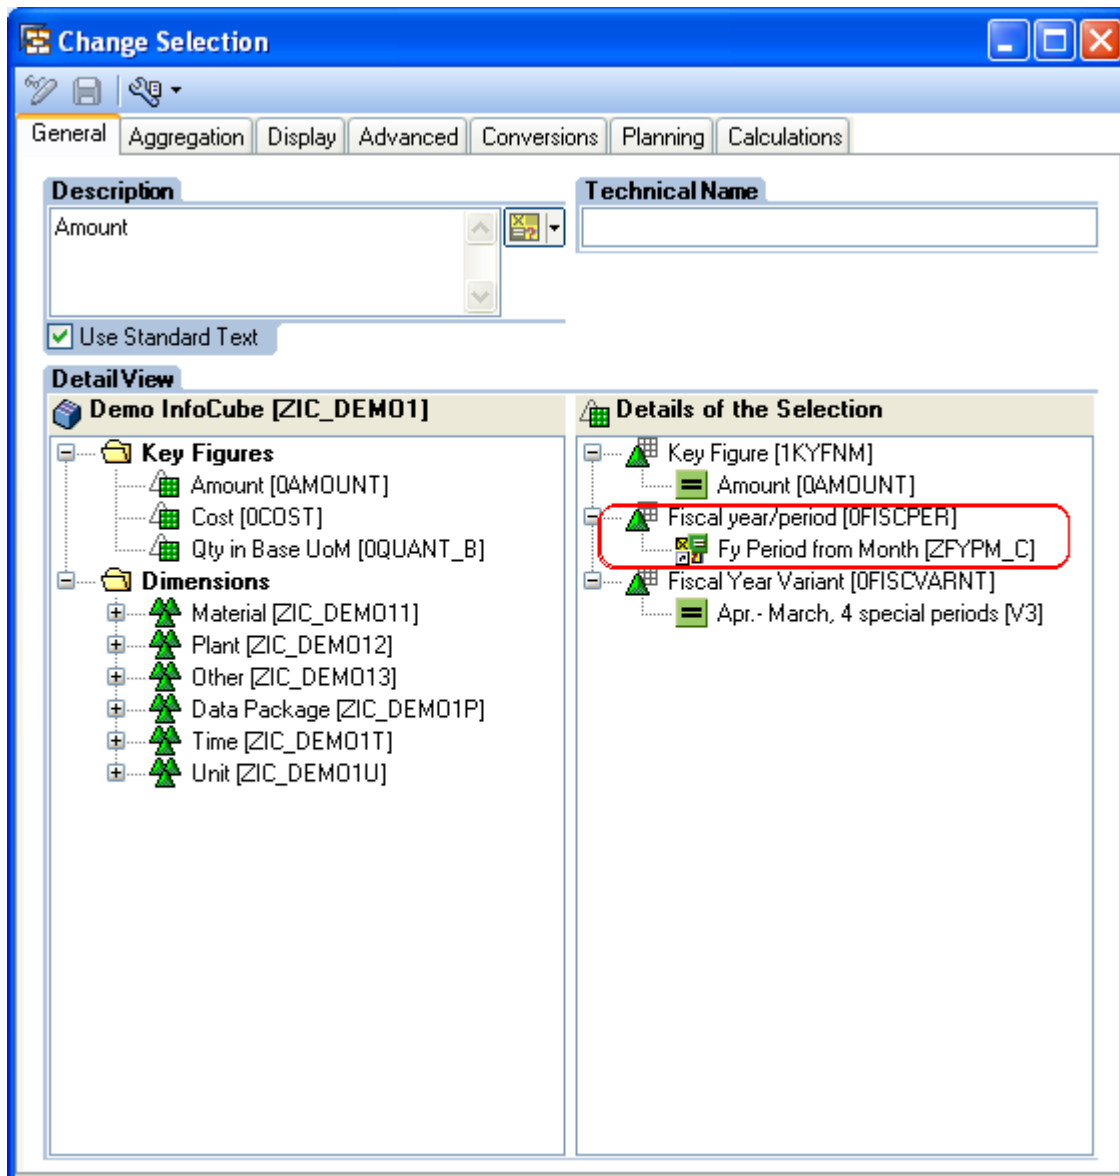 Change Selection
General Aggregation Display Advanced Conversions Planning Calculations
Description
Technical Name
Amount
Use Standard Text
Detail View
Demo InfoCube [ZIC_DEMO1]
Key Figures
Amount [0AMOUNT]
Cost [0COST]
Qty in Base UoM [0QUANT_B]
Dimensions
Material [ZIC_DEMO11]
Plant [ZIC_DEMO12]
Other [ZIC_DEMO13]
Data Package [ZIC_DEMO1P]
Time [ZIC_DEMO1T]
Unit [ZIC_DEMO1U]
Details of the Selection
Key Figure [1KYFNM]
Amount [0AMOUNT]
Fiscal year/period [0FISCPER]
Fy Period from Month [ZFYPM_C]
Fiscal Year Variant [0FISCVARNT]
Apr.- March, 4 special periods [V3]